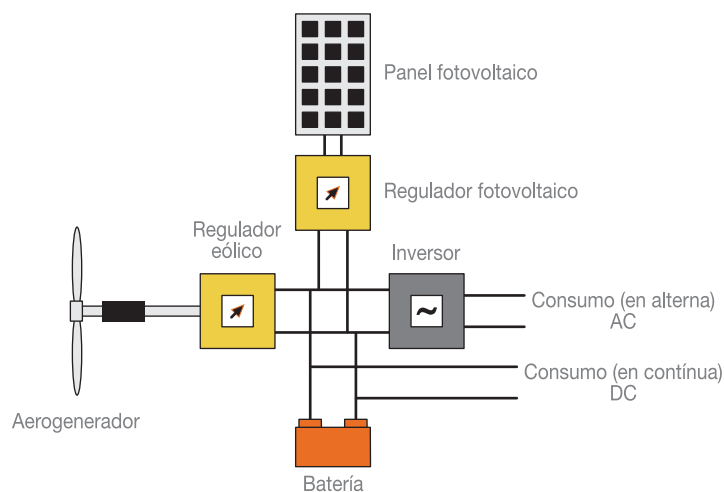 Panel fotovoltaico
Regulador fotovoltaico
Regulador
eólico
Inversor
Consumo (en alterna)
AC
Consumo (en contínua)
DC
Aerogenerador
Batería